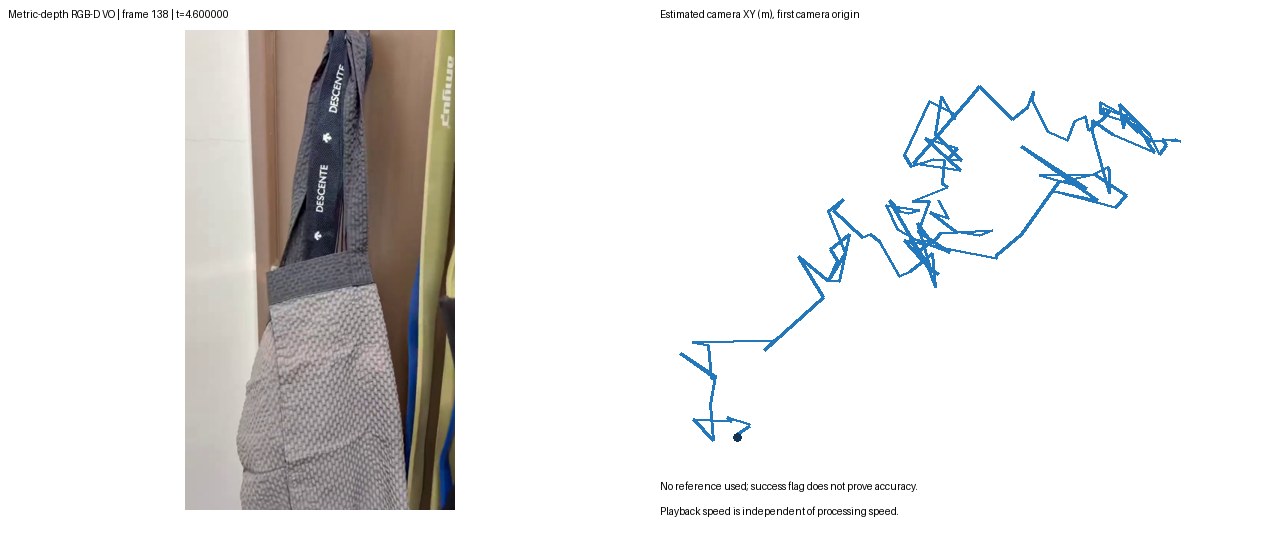 Metric-depth RGB-D VO | frame 138 | t=4.600000
Estimated camera XY (m), first camera origin
DESCENTE
DESCENTE
No reference used; success flag does not prove accuracy.
Playback speed is independent of processing speed.